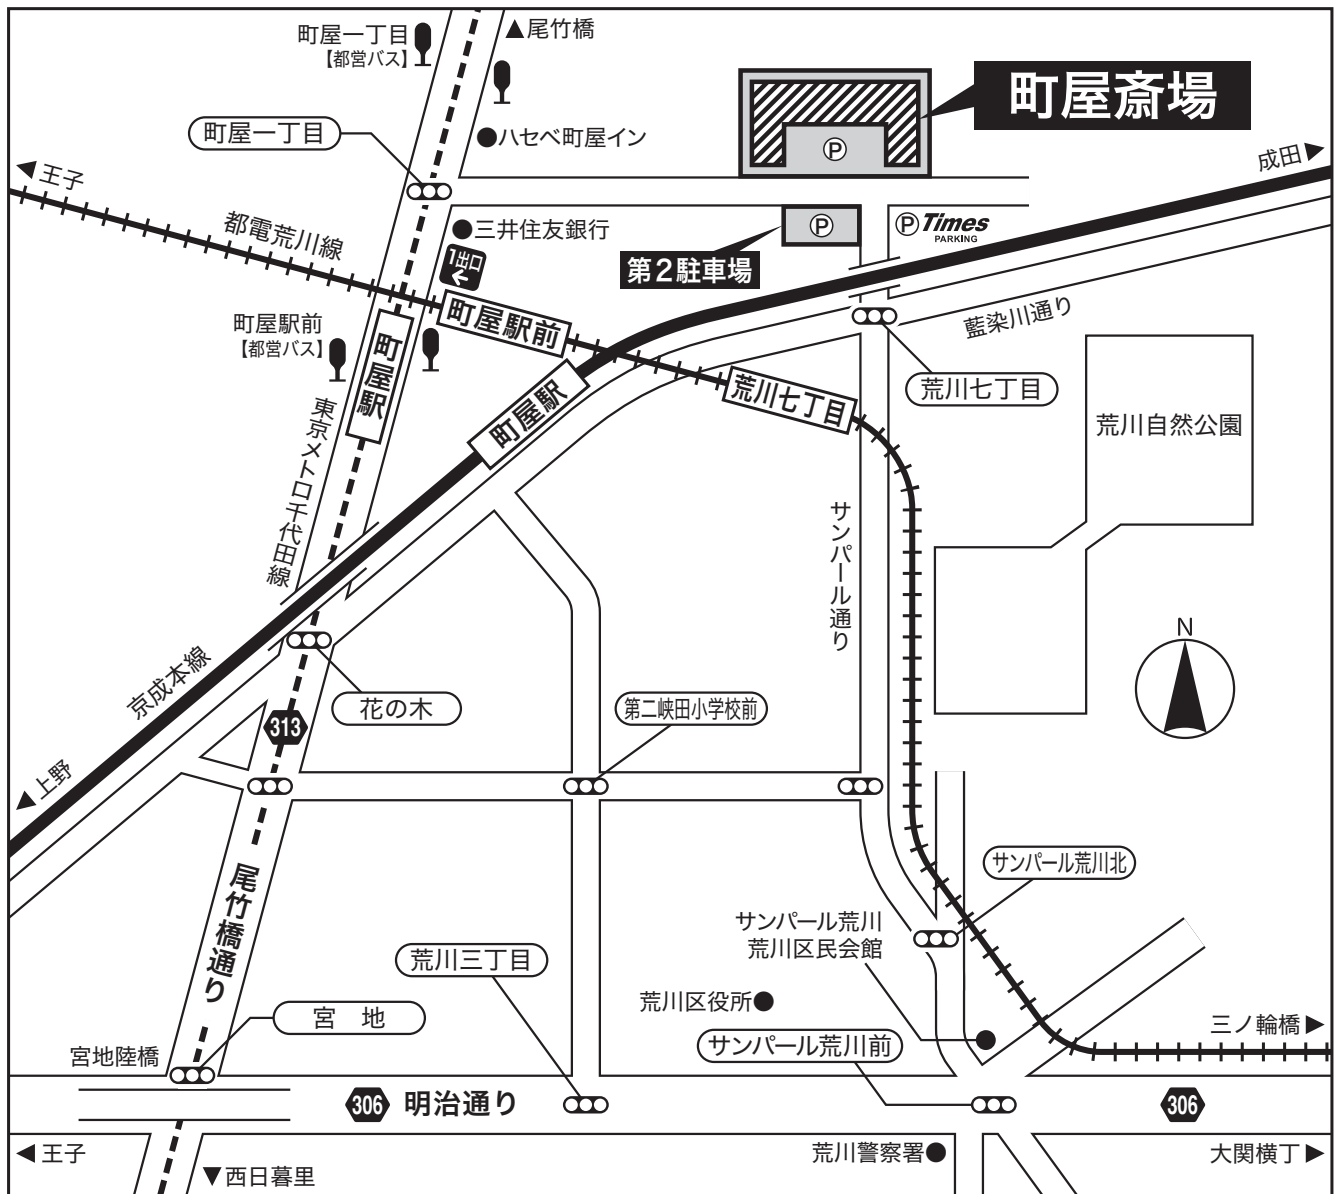 町屋一丁目
【都営バス】
▲尾竹橋
町屋斎場
町屋一丁目
●ハセベ町屋イン
P
成田▶
◀王子
都電荒川線
●三井住友銀行
P
P Times
PARKING
1出口
←
第2駐車場
町屋駅前
町屋駅前
【都営バス】
藍染川通り
町屋駅
町屋駅
荒川七丁目
荒川七丁目
荒川自然公園
東京メトロ千代田線
サンパール通り
N
京成本線
花の木
第二峡田小学校前
313
◀上野
尾竹橋通り
サンパール荒川北
サンパール荒川
荒川区民会館
荒川三丁目
荒川区役所●
宮 地
サンパール荒川前
三ノ輪橋▶
宮地陸橋
306 明治通り
306
◀王子
荒川警察署●
大関横丁▶
▼西日暮里